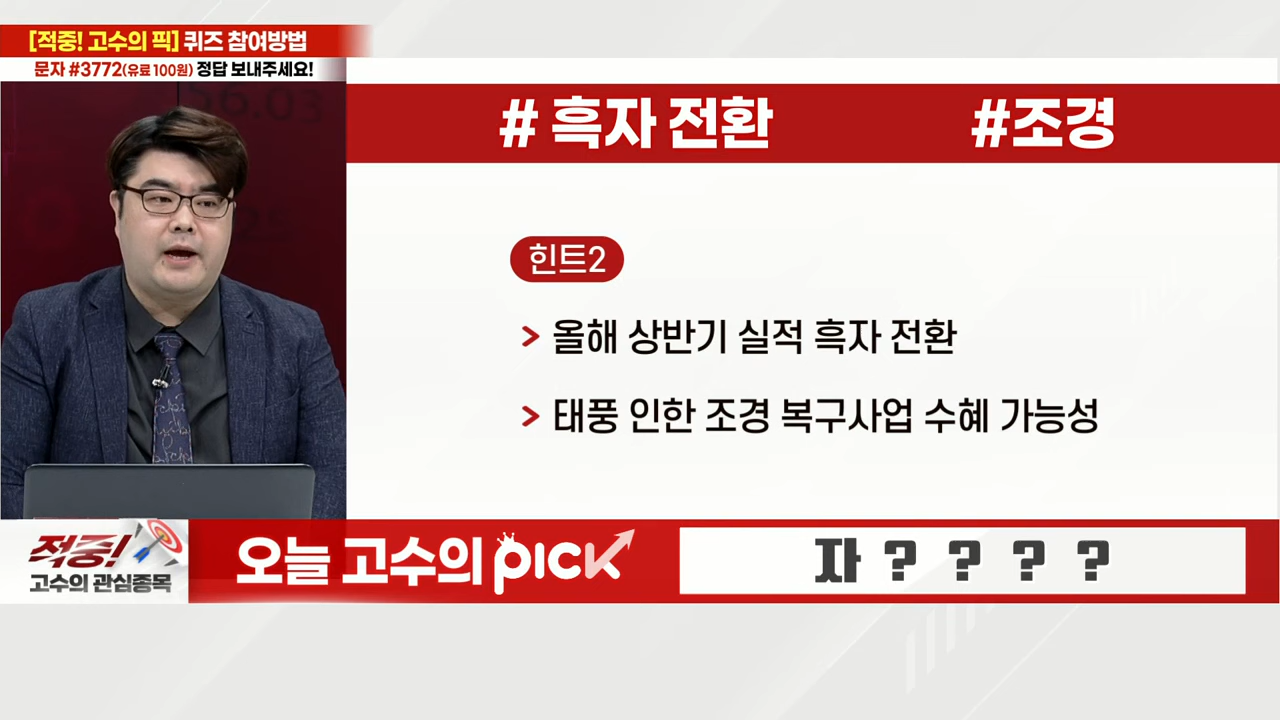 [적중! 고수의 픽] 퀴즈 참여방법
문자 #3772(유료 100원) 정답 보내주세요!
56.03
# 흑자 전환 #조경
힌트2
> 올해 상반기 실적 흑자 전환
> 태풍 인한 조경 복구사업 수혜 가능성
적중!
고수의 관심종목
오늘 고수의 pick
자 ? ? ? ?